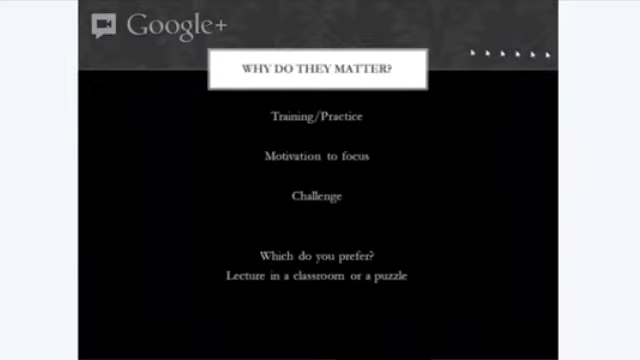 Google+
WHY DO THEY MATTER?
Training/Practice
Motivation to focus
Challenge
Which do you prefer?
Lecture in a classroom or a puzzle